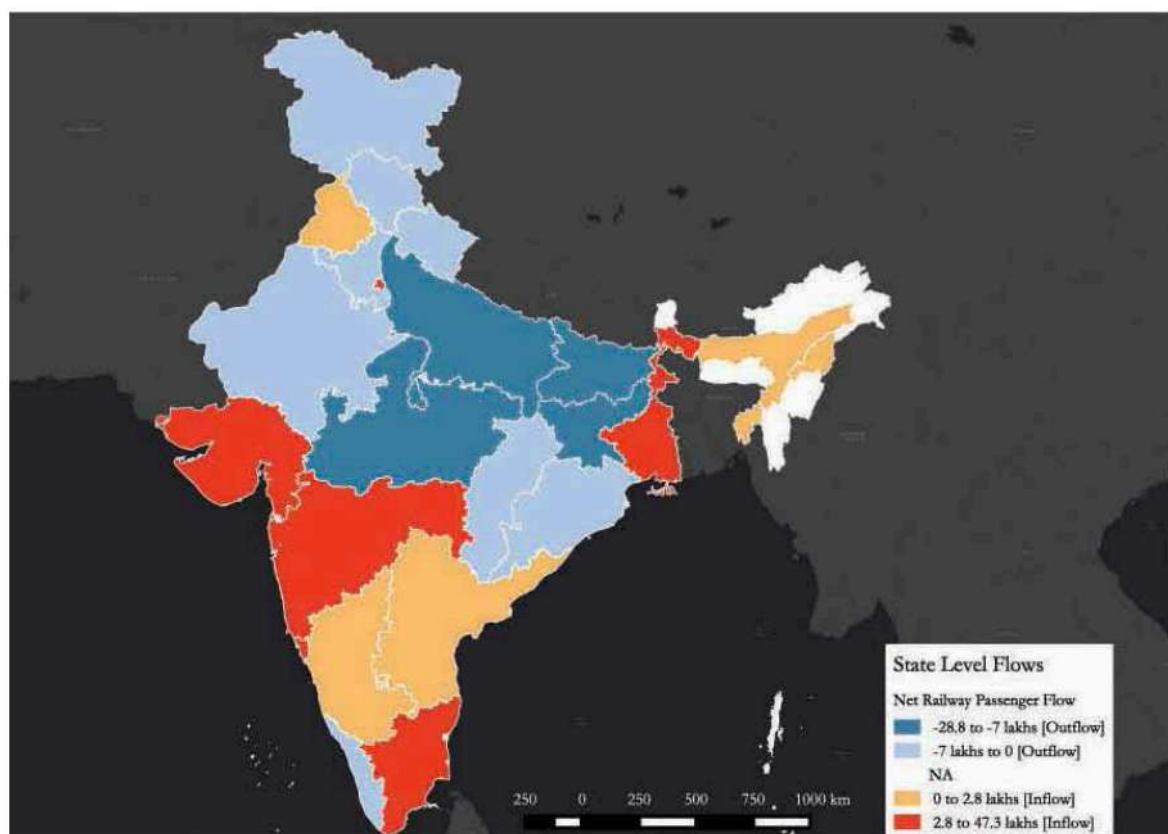 250 0 250 500 750 1000 km
State Level Flows
Net Railway Passenger Flow
-28.8 to -7 lakhs [Outflow]
-7 lakhs to 0 [Outflow]
NA
0 to 2.8 lakhs [Inflow]
2.8 to 47.3 lakhs [Inflow]